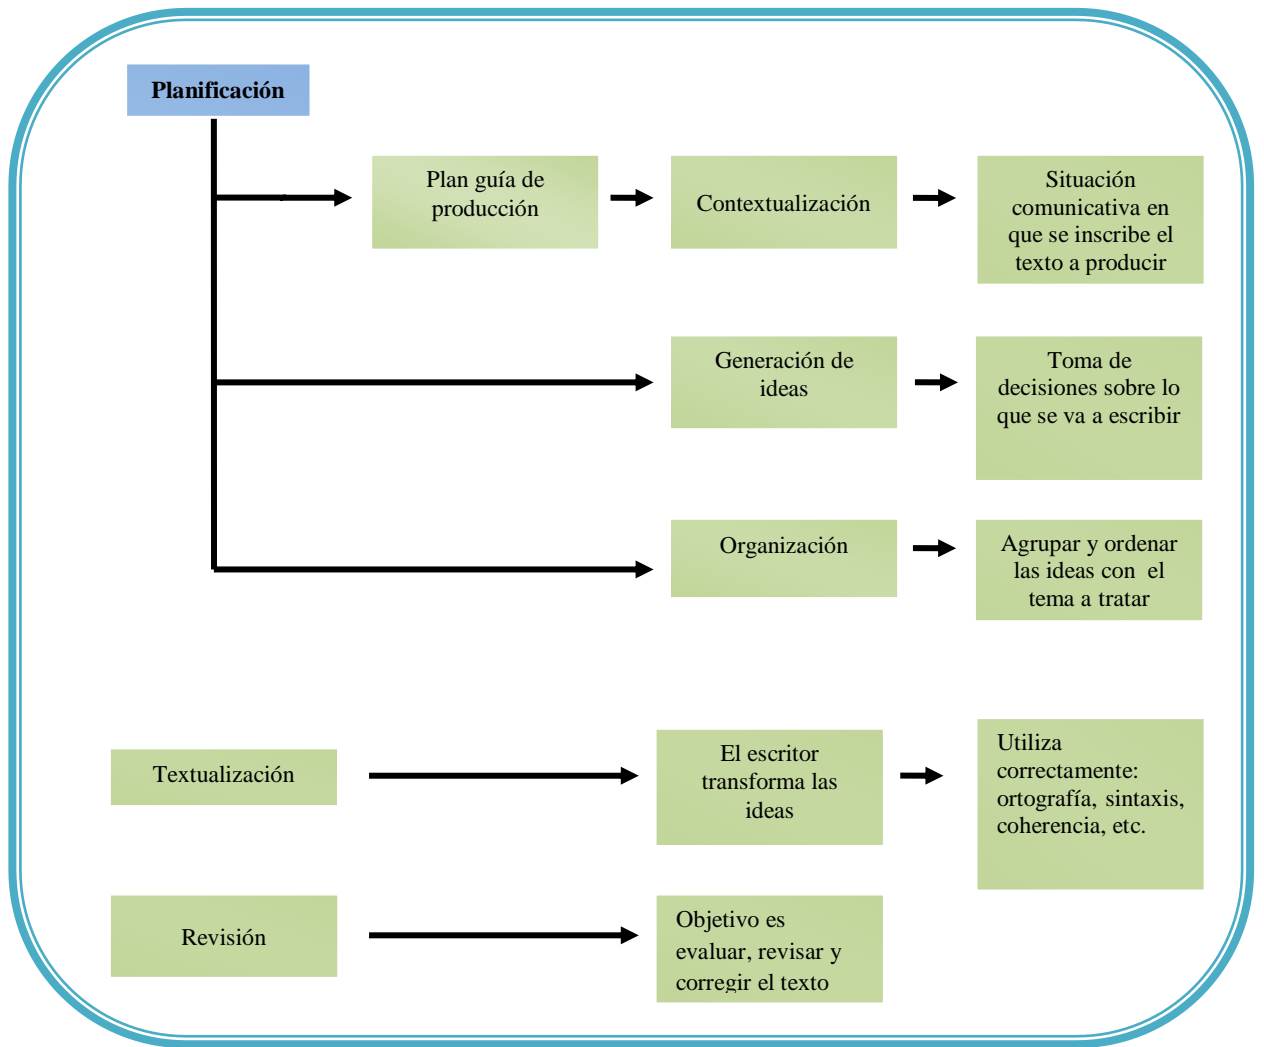 Planificación
Plan guía de
producción
Contextualización
Situación
comunicativa en
que se inscribe el
texto a producir
Generación de
ideas
Toma de
decisiones sobre lo
que se va a escribir
Organización
Agrupar y ordenar
las ideas con el
tema a tratar
Textualización
El escritor
transforma las
ideas
Utiliza
correctamente:
ortografía, sintaxis,
coherencia, etc.
Revisión
Objetivo es
evaluar, revisar y
corregir el texto